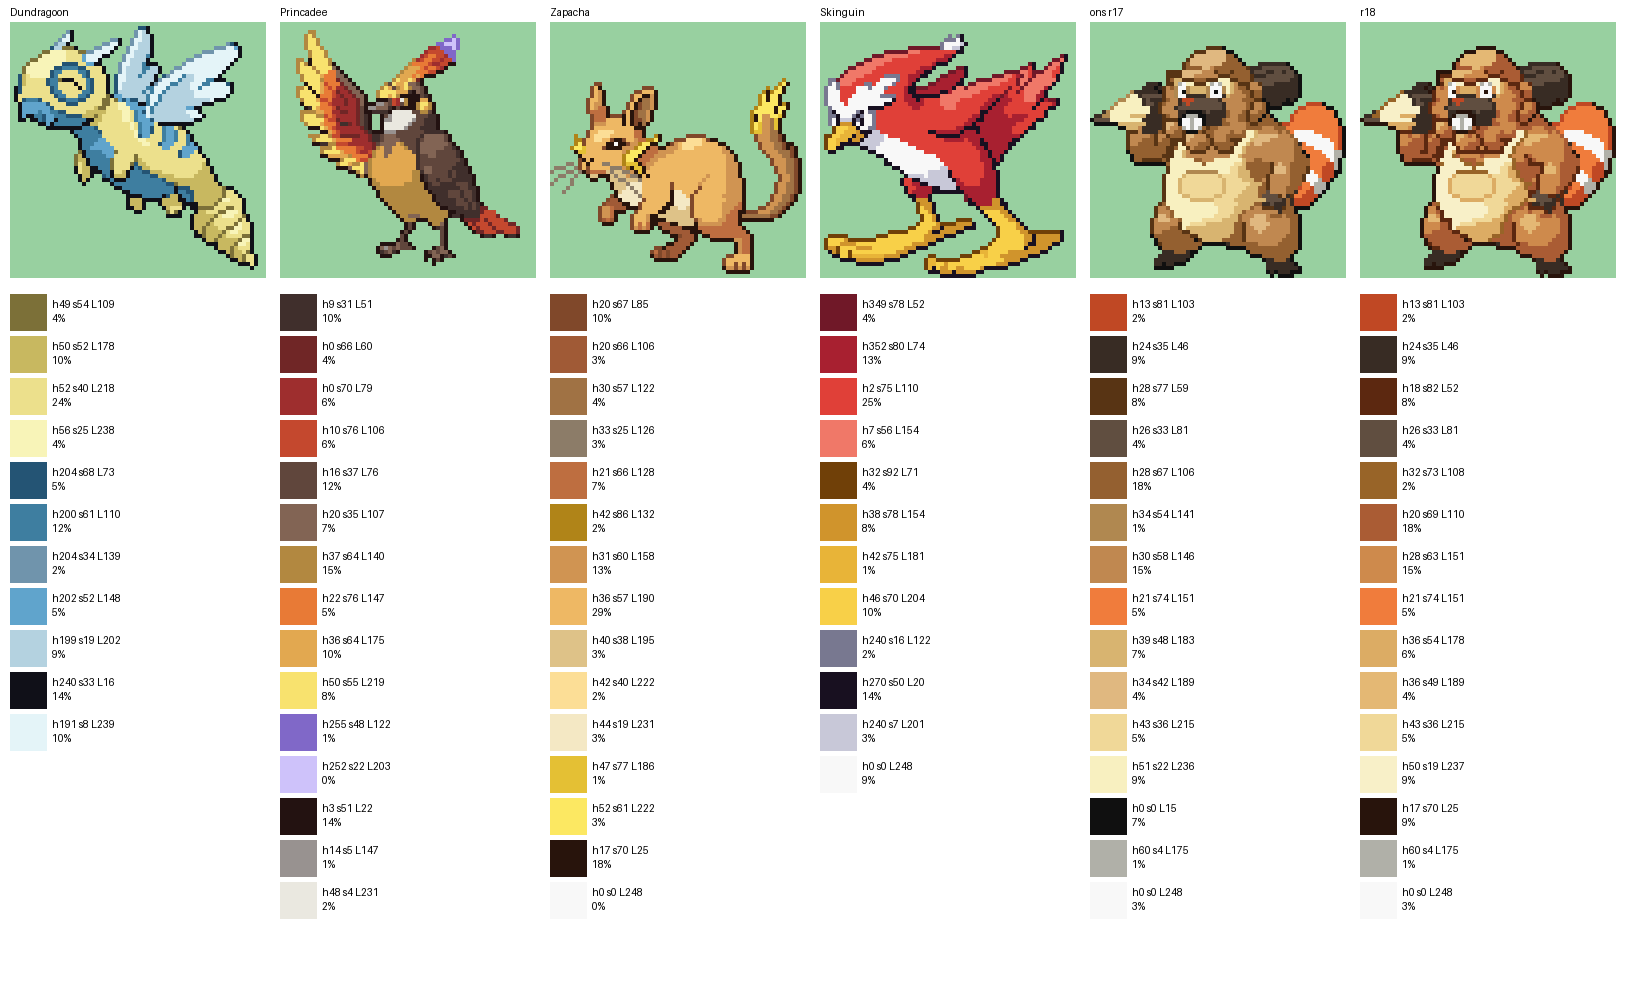 Dundragoon
Princadee
Zapacha
Skinguin
ons r17
r18
h49 s54 L109
4%
h50 s52 L178
10%
h52 s40 L218
24%
h56 s25 L238
4%
h204 s68 L73
5%
h200 s61 L110
12%
h204 s34 L139
2%
h202 s52 L148
5%
h199 s19 L202
9%
h240 s33 L16
14%
h191 s8 L239
10%
h9 s31 L51
10%
h0 s66 L60
4%
h0 s70 L79
6%
h10 s76 L106
6%
h16 s37 L76
12%
h20 s35 L107
7%
h37 s64 L140
15%
h22 s76 L147
5%
h36 s64 L175
10%
h50 s55 L219
8%
h255 s48 L122
1%
h252 s22 L203
0%
h3 s51 L22
14%
h14 s5 L147
1%
h48 s4 L231
2%
h20 s67 L85
10%
h20 s66 L106
3%
h30 s57 L122
4%
h33 s25 L126
3%
h21 s66 L128
7%
h42 s86 L132
2%
h31 s60 L158
13%
h36 s57 L190
29%
h40 s38 L195
3%
h42 s40 L222
2%
h44 s19 L231
3%
h47 s77 L186
1%
h52 s61 L222
3%
h17 s70 L25
18%
h0 s0 L248
0%
h349 s78 L52
4%
h352 s80 L74
13%
h2 s75 L110
25%
h7 s56 L154
6%
h32 s92 L71
4%
h38 s78 L154
8%
h42 s75 L181
1%
h46 s70 L204
10%
h240 s16 L122
2%
h270 s50 L20
14%
h240 s7 L201
3%
h0 s0 L248
9%
h13 s81 L103
2%
h24 s35 L46
9%
h28 s77 L59
8%
h26 s33 L81
4%
h28 s67 L106
18%
h34 s54 L141
1%
h30 s58 L146
15%
h21 s74 L151
5%
h39 s48 L183
7%
h34 s42 L189
4%
h43 s36 L215
5%
h51 s22 L236
9%
h0 s0 L15
7%
h60 s4 L175
1%
h0 s0 L248
3%
h13 s81 L103
2%
h24 s35 L46
9%
h18 s82 L52
8%
h26 s33 L81
4%
h32 s73 L108
2%
h20 s69 L110
18%
h28 s63 L151
15%
h21 s74 L151
5%
h36 s54 L178
6%
h36 s49 L189
4%
h43 s36 L215
5%
h50 s19 L237
9%
h17 s70 L25
9%
h60 s4 L175
1%
h0 s0 L248
3%